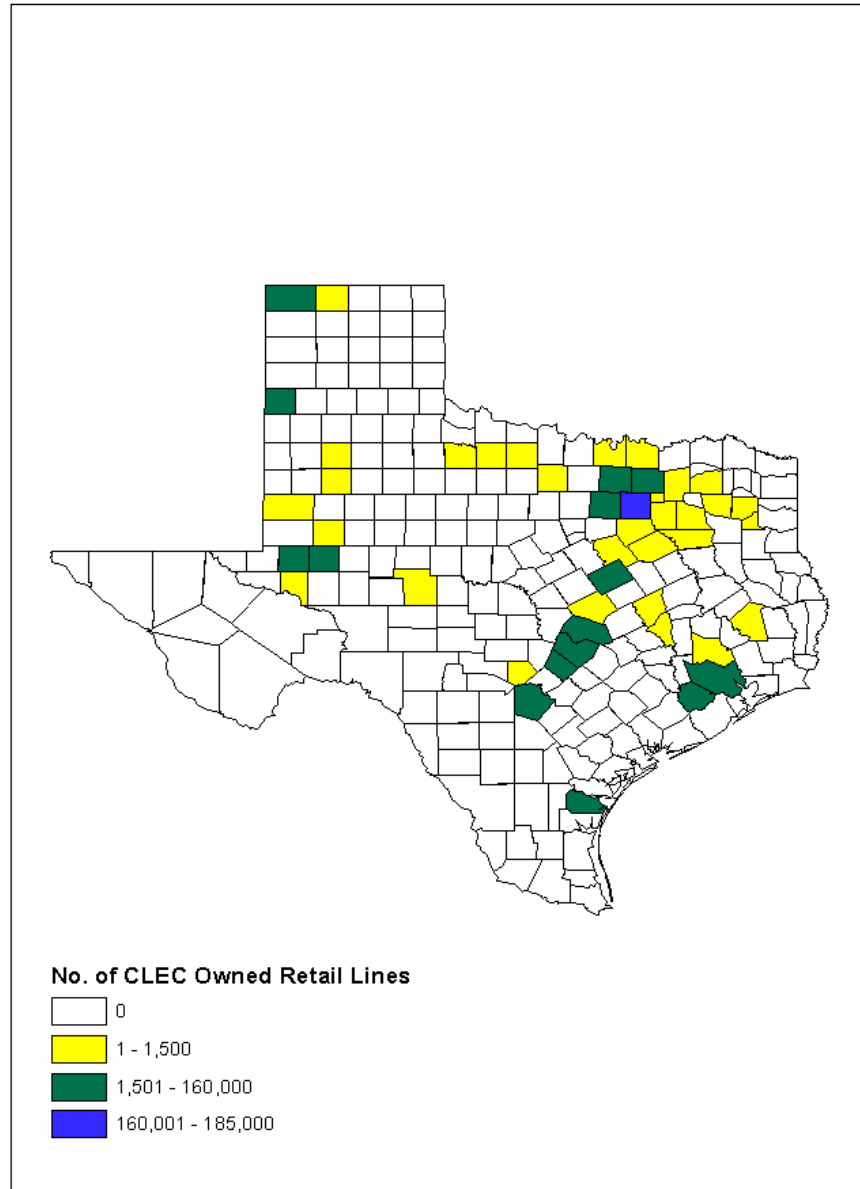 No. of CLEC Owned Retail Lines
0
1 - 1,500
1,501 - 160,000
160,001 - 185,000